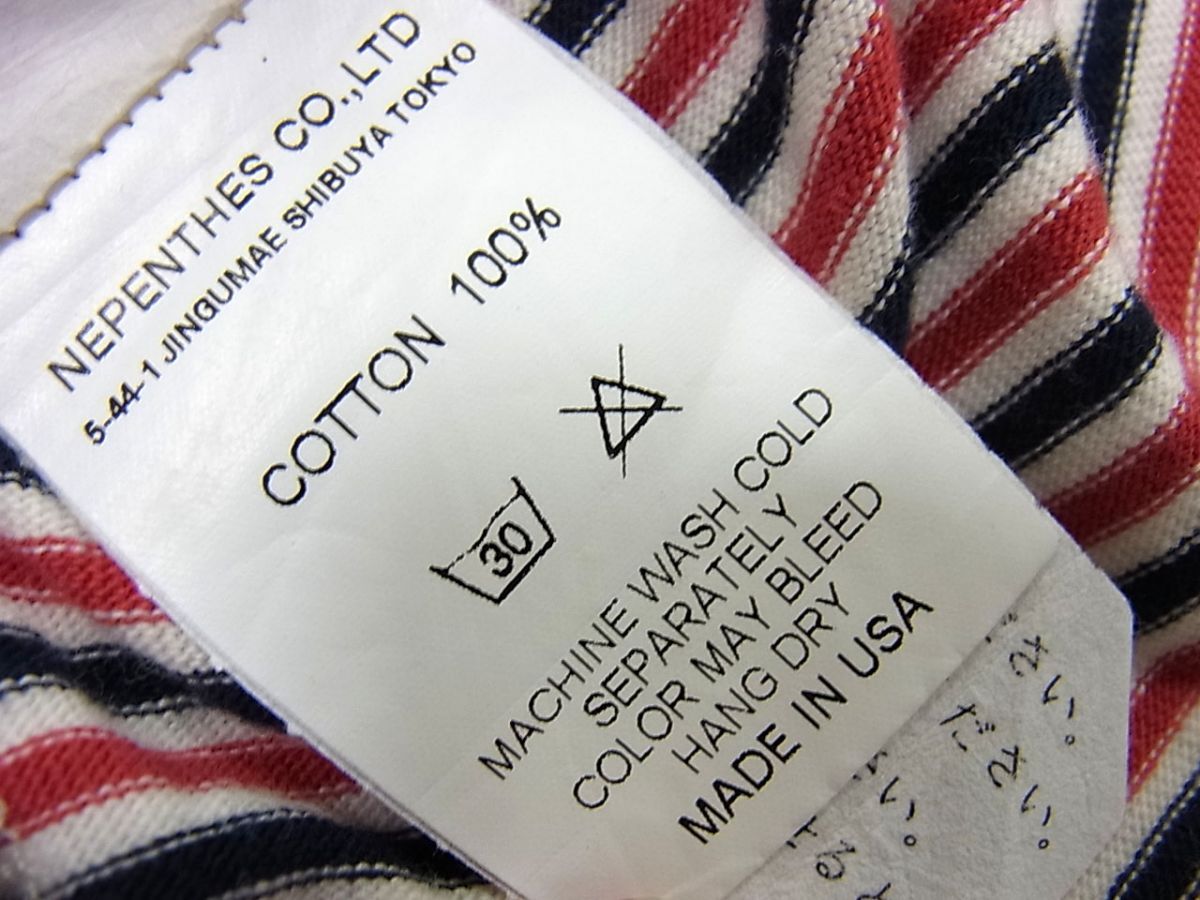 NEPENTHES CO.,LTD
5-44-1 JINGUMAE SHIBUYA TOKYO
COTTON 100%
30
MACHINE WASH COLD
SEPARATELY
COLOR MAY BLEED
HANG DRY
MADE IN USA